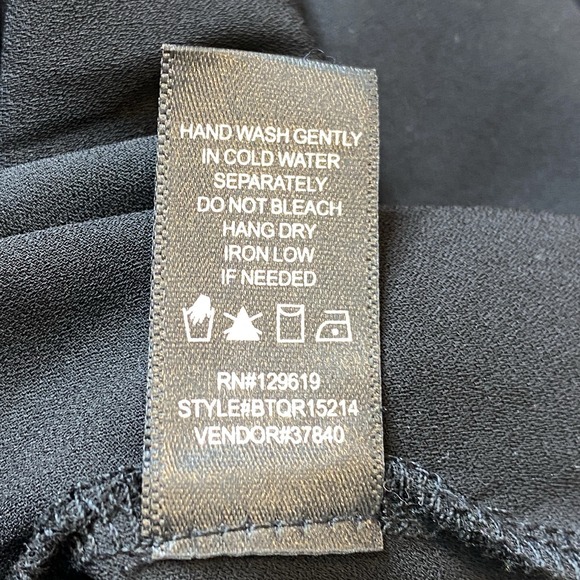 HAND WASH GENTLY
IN COLD WATER
SEPARATELY
DO NOT BLEACH
HANG DRY
IRON LOW
IF NEEDED
RN#129619
STYLE#BTQR15214
VENDOR#37840